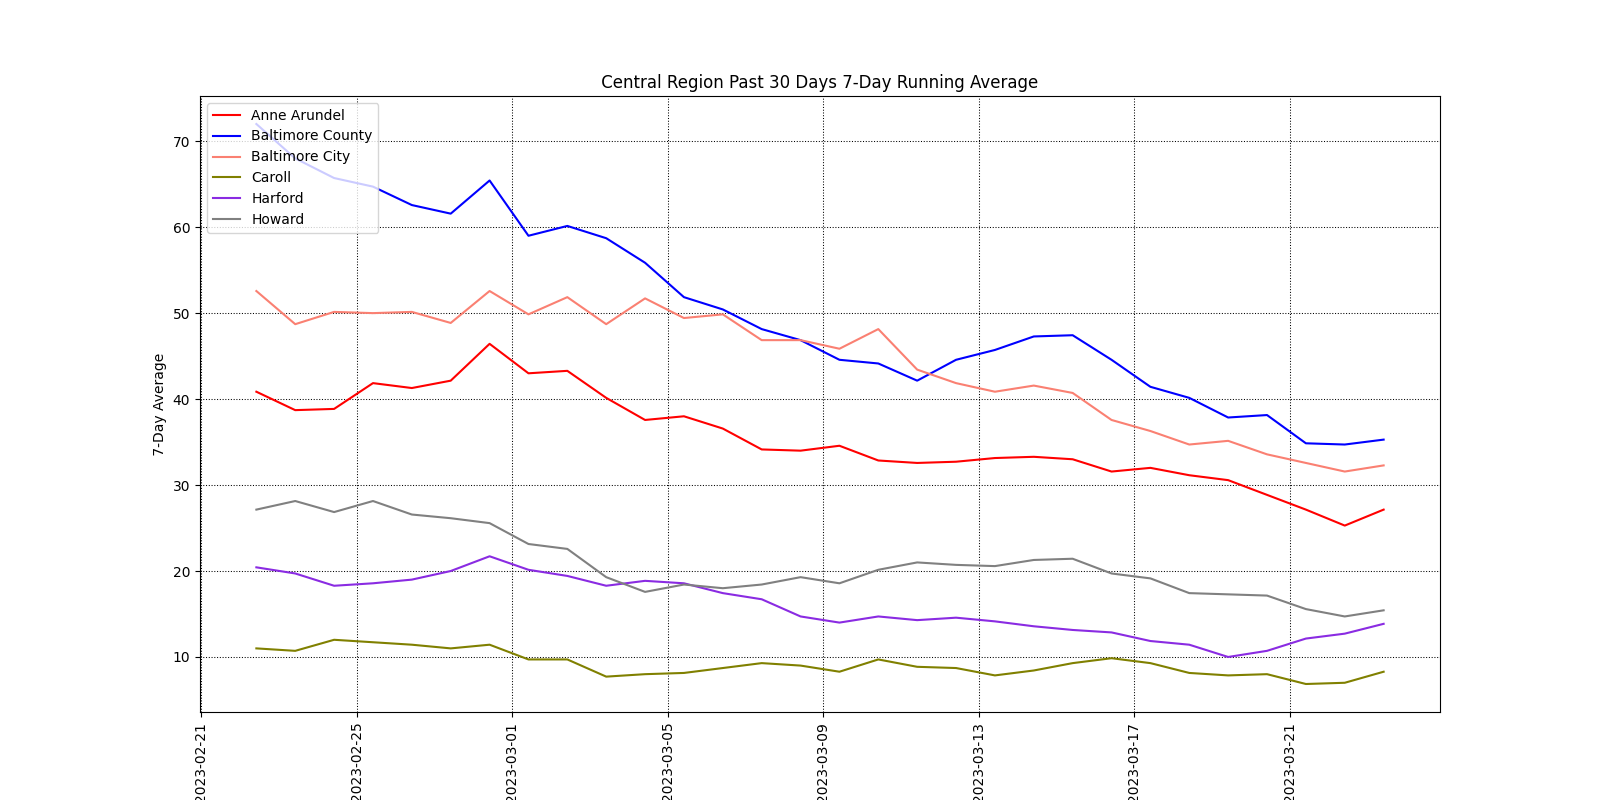 Central Region Past 30 Days 7-Day Running Average
Anne Arundel
Baltimore County
Baltimore City
Caroll
Harford
Howard
7-Day Average
70
60
50
40
30
20
10
2023-02-21
2023-02-25
2023-03-01
2023-03-05
2023-03-09
2023-03-13
2023-03-17
2023-03-21